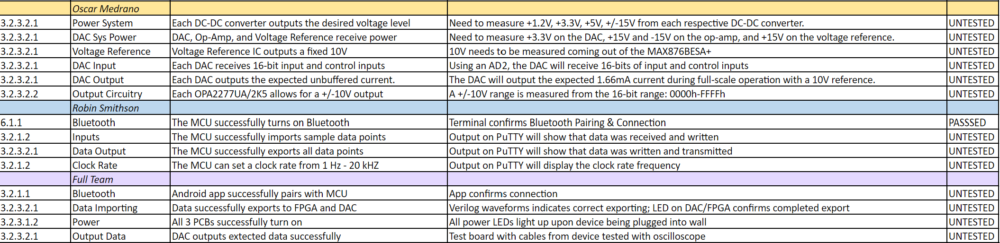 Oscar Medrano
3.2.3.2.1 Power System Each DC-DC converter outputs the desired voltage level Need to measure +1.2V, +3.3V, +5V, +/-15V from each respective DC-DC converter. UNTESTED
3.2.3.2.1 DAC Sys Power DAC, Op-Amp, and Voltage Reference receive power Need to measure +3.3V on the DAC, +15V and -15V on the op-amp, and +15V on the voltage reference. UNTESTED
3.2.3.2.1 Voltage Reference Voltage Reference IC outputs a fixed 10V 10V needs to be measured coming out of the MAX876BESA+ UNTESTED
3.2.3.2.1 DAC Input Each DAC receives 16-bit input and control inputs Using an AD2, the DAC will receive 16-bits of input and control inputs UNTESTED
3.2.3.2.1 DAC Output Each DAC outputs the expected unbuffered current. The DAC will output the expected 1.66mA current during full-scale operation with a 10V reference. UNTESTED
3.2.3.2.2 Output Circuitry Each OPA2277UA/2K5 allows for a +/-10V output A +/-10V range is measured from the 16-bit range: 0000h-FFFFh UNTESTED
Robin Smithson
6.1.1 Bluetooth The MCU successfully turns on Bluetooth Terminal confirms Bluetooth Pairing & Connection PASSSED
3.2.1.2 Inputs The MCU successfully imports sample data points Output on PuTTY will show that data was received and written UNTESTED
3.2.3.2.1 Data Output The MCU successfully exports all data points Output on PuTTY will show that data was written and transmitted UNTESTED
3.2.1.2 Clock Rate The MCU can set a clock rate from 1 Hz - 20 kHZ Output on PuTTY will display the clock rate frequency UNTESTED
Full Team
3.2.1.1 Bluetooth Android app successfully pairs with MCU App confirms connection UNTESTED
3.2.3.2.1 Data Importing Data successfully exports to FPGA and DAC Verilog waveforms indicates correct exporting; LED on DAC/FPGA confirms completed export UNTESTED
3.2.3.1.2 Power All 3 PCBs successfully turn on All power LEDs light up upon device being plugged into wall UNTESTED
3.2.3.2.1 Output Data DAC outputs extected data successfully Test board with cables from device tested with oscilloscope UNTESTED